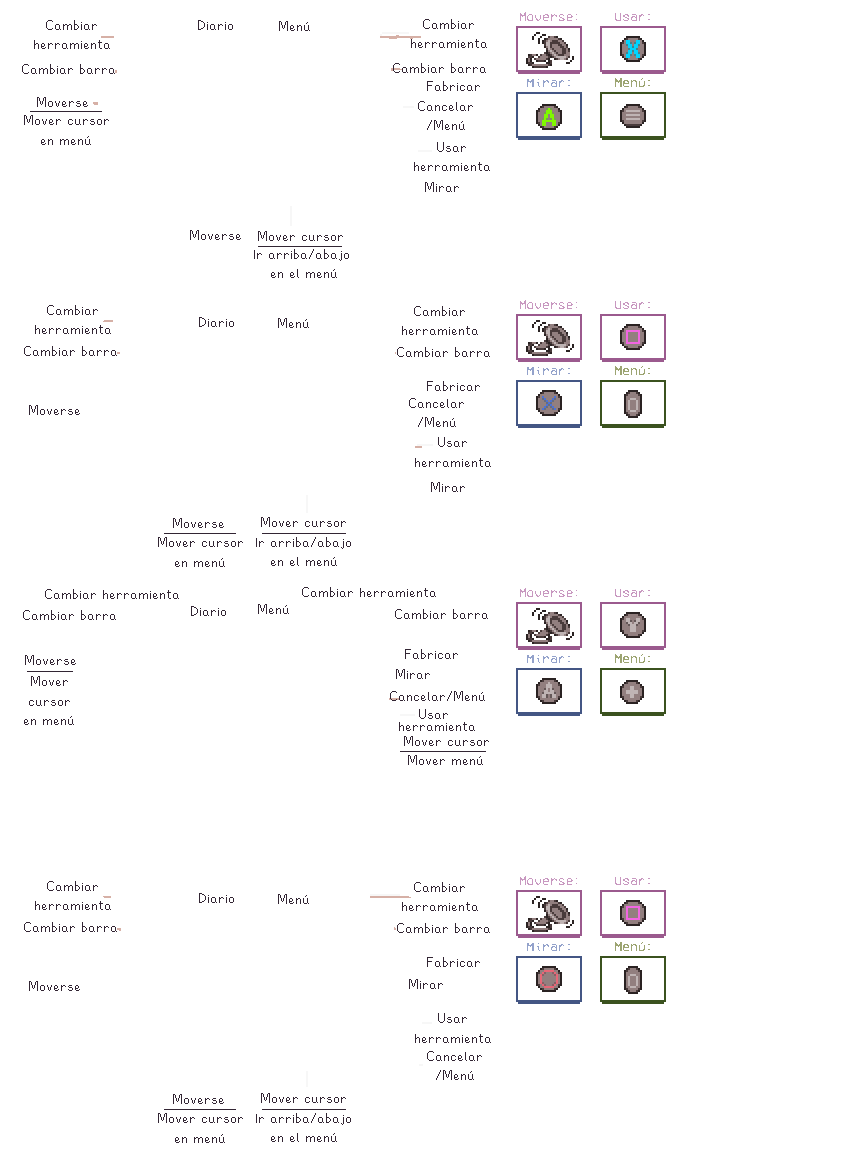 Cambiar
herramienta
Cambiar barra
Moverse
Mover cursor
en menú
Diario
Menú
Cambiar
herramienta
Cambiar barra
Fabricar
Cancelar
/Menú
Usar
herramienta
Mirar
Moverse
Mover cursor
Ir arriba/abajo
en el menú
Moverse:
Usar:
X
Mirar:
Menú:
A
Cambiar
herramienta
Cambiar barra
Moverse
Diario
Menú
Cambiar
herramienta
Cambiar barra
Fabricar
Cancelar
/Menú
Usar
herramienta
Mirar
Moverse
Mover cursor
en menú
Mover cursor
Ir arriba/abajo
en el menú
Moverse:
Usar:
Mirar:
Menú:
Cambiar herramienta
Cambiar barra
Moverse
Mover
cursor
en menú
Diario
Menú
Cambiar herramienta
Cambiar barra
Fabricar
Mirar
Cancelar/Menú
Usar
herramienta
Mover cursor
Mover menú
Moverse:
Usar:
Y
Mirar:
Menú:
A
Cambiar
herramienta
Cambiar barra
Moverse
Diario
Menú
Cambiar
herramienta
Cambiar barra
Fabricar
Mirar
Usar
herramienta
Cancelar
/Menú
Moverse
Mover cursor
en menú
Mover cursor
Ir arriba/abajo
en el menú
Moverse:
Usar:
Mirar:
Menú: